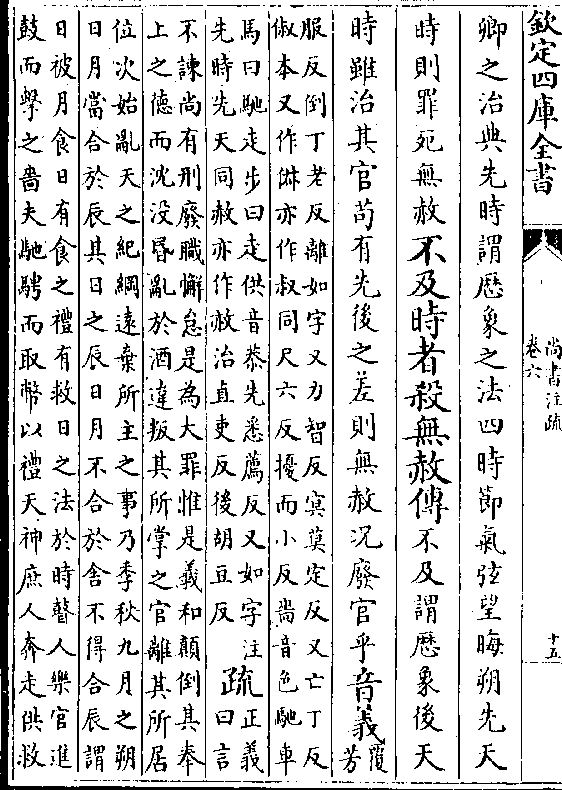 欽定四庫全書
尚書注疏
卷六
十五
卿之治典先時謂厯象之法四時節氣弦望晦朔先天
時則罪死無赦不及時者殺無赦傳不及謂厯象後天
時雖治其官苟有先後之差則無赦况廢官乎音義覆芳
服反倒丁老反離如字又力智反㝠莫定反又亡丁反
俶本又作㑐亦作叔同尺六反擾而小反嗇音色馳車
馬曰馳走步曰走供音恭先悉薦反又如字注
先時先天同赦亦作㓼治直吏反後胡豆反
疏正義曰言
不諫尚有刑廢職懈怠是為大罪惟是羲和顛倒其奉
上之德而沈没昏亂於酒違叛其所掌之官離其所居
位次始亂天之紀綱遠棄所主之事乃季秋九月之朔
日月當合於辰其日之辰日月不合於舍不得合辰謂
日被月食日有食之禮有救日之法於時瞽人樂官進
鼓而擊之嗇夫馳騁而取幣以禮天神庶人奔走供救